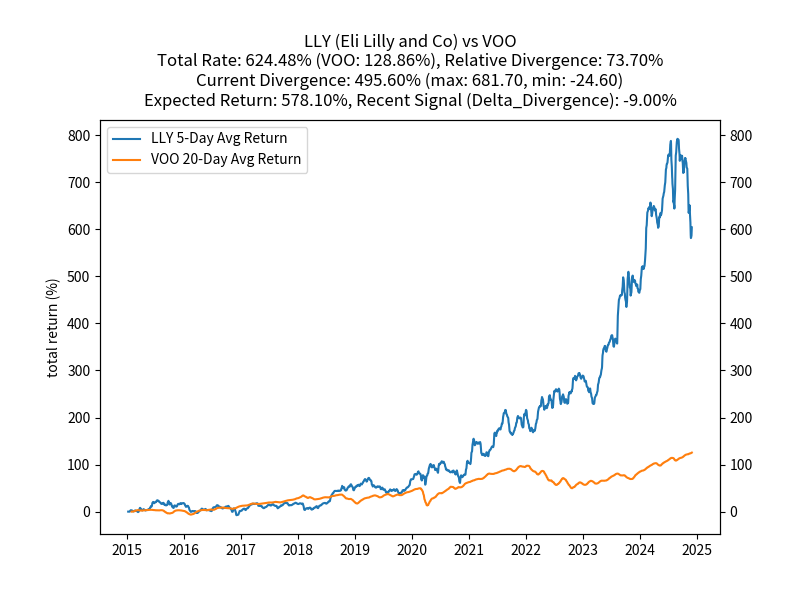 LLY (Eli Lilly and Co) vs VOO
Total Rate: 624.48% (VOO: 128.86%), Relative Divergence: 73.70%
Current Divergence: 495.60% (max: 681.70, min: -24.60)
Expected Return: 578.10%, Recent Signal (Delta_Divergence): -9.00%
LLY 5-Day Avg Return
VOO 20-Day Avg Return
total return (%)
800
700
600
500
400
300
200
100
0
800
700
600
500
400
300
200
100
0
2015 2016 2017 2018 2019 2020 2021 2022 2023 2024 2025